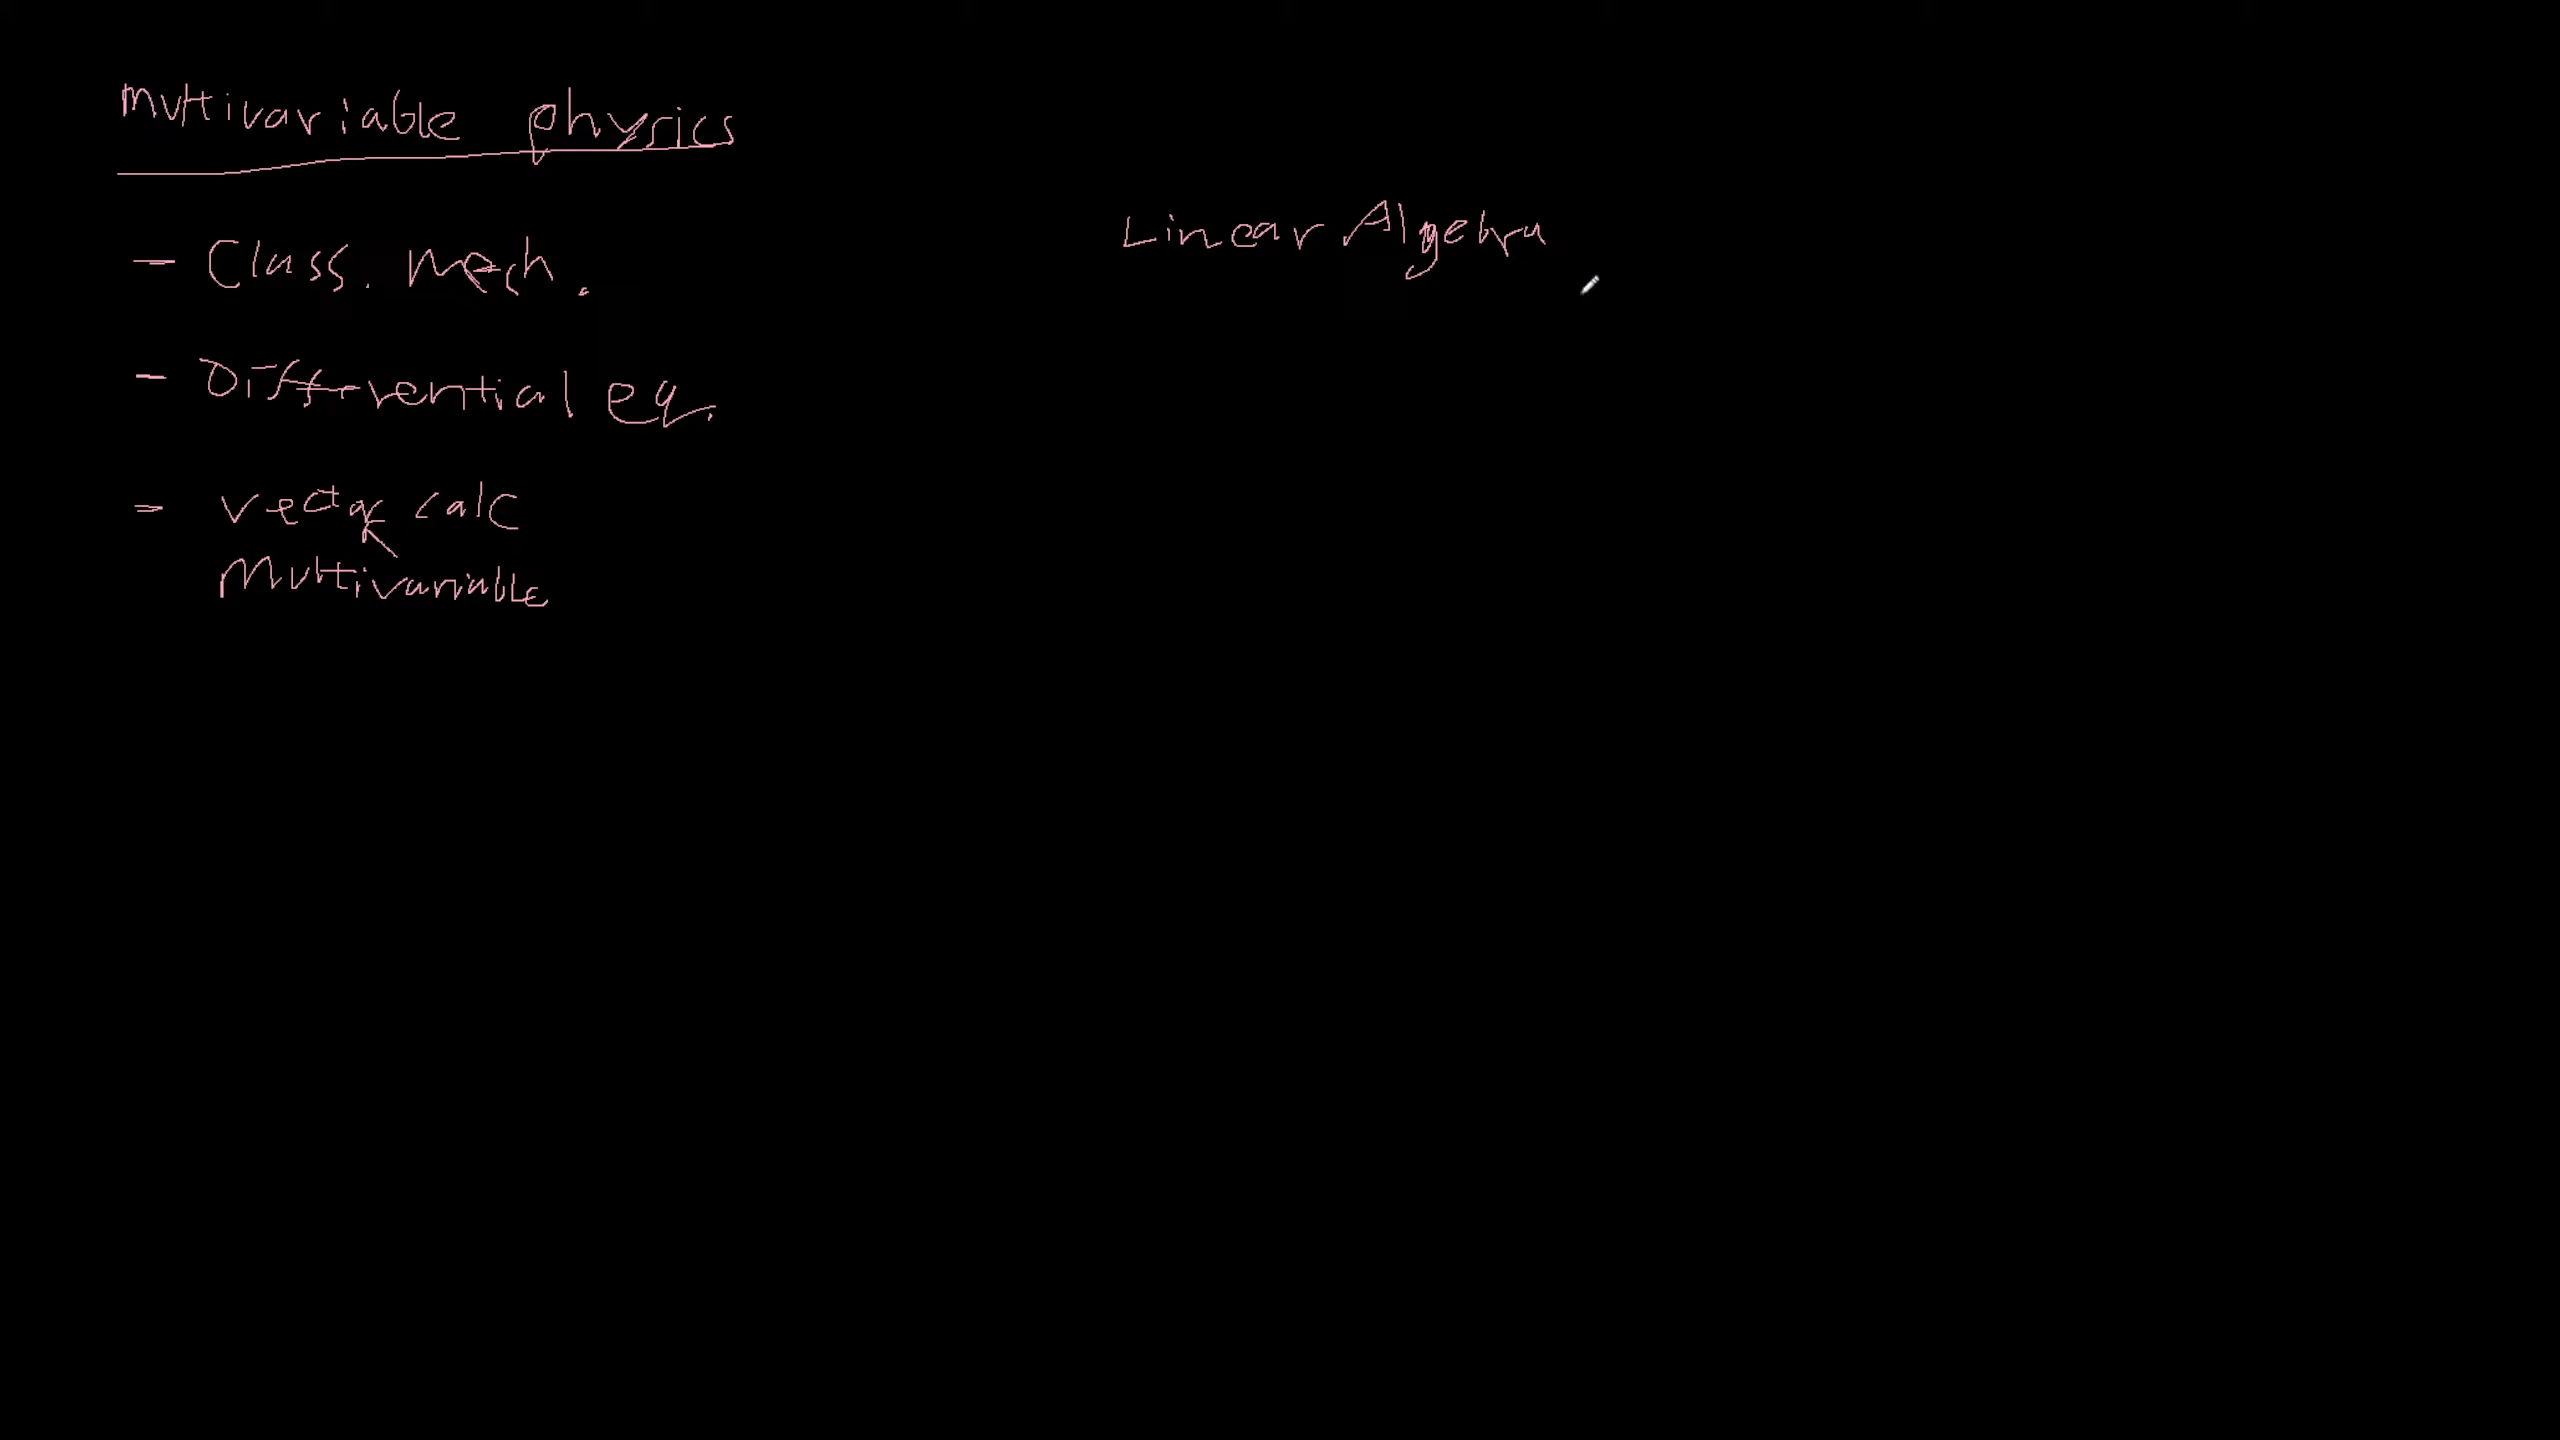 Multivariable physics
- Class. Mech.
- Differential eq.
- Vector calc
Multivariable
Linear Algebra